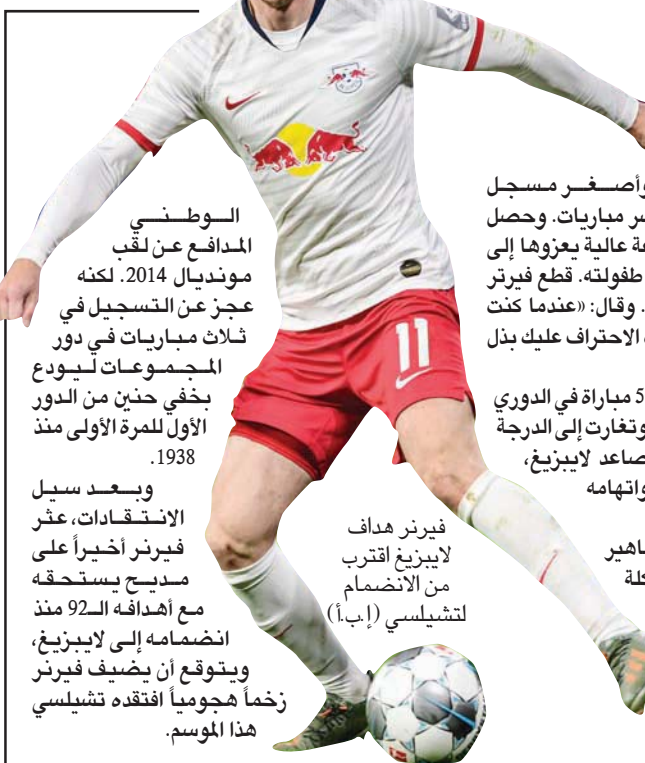 وأصغر مسجل
مباريات. وحصل
عالية يعزوها إلى
طفولته. قطع فيرنر
. وقال: «عندما كنت
الاحتراف عليك بذل
5 مباراة في الدوري
وتغارت إلى الدرجة
صاعد لايبزيغ،
واتهامه
11
فيرنر هداف
لايبزيغ اقترب
من الانضمام
لتشيلسي (إ.ب.أ)
الوطني
المدافع عن لقب
مونديال 2014. لكنه
عجز عن التسجيل في
ثلاث مباريات في دور
المجموعات ليودع
بخفي حنين من الدور
الأول للمرة الأولى منذ
1938.
وبعد سيل
الانتقادات، عثر
فيرنر أخيراً على
مديح يستحقه
مع أهدافه الـ92 منذ
انضمامه إلى لايبزيغ،
ويتوقع أن يضيف فيرنر
زخماً هجومياً افتقده تشيلسي
هذا الموسم.